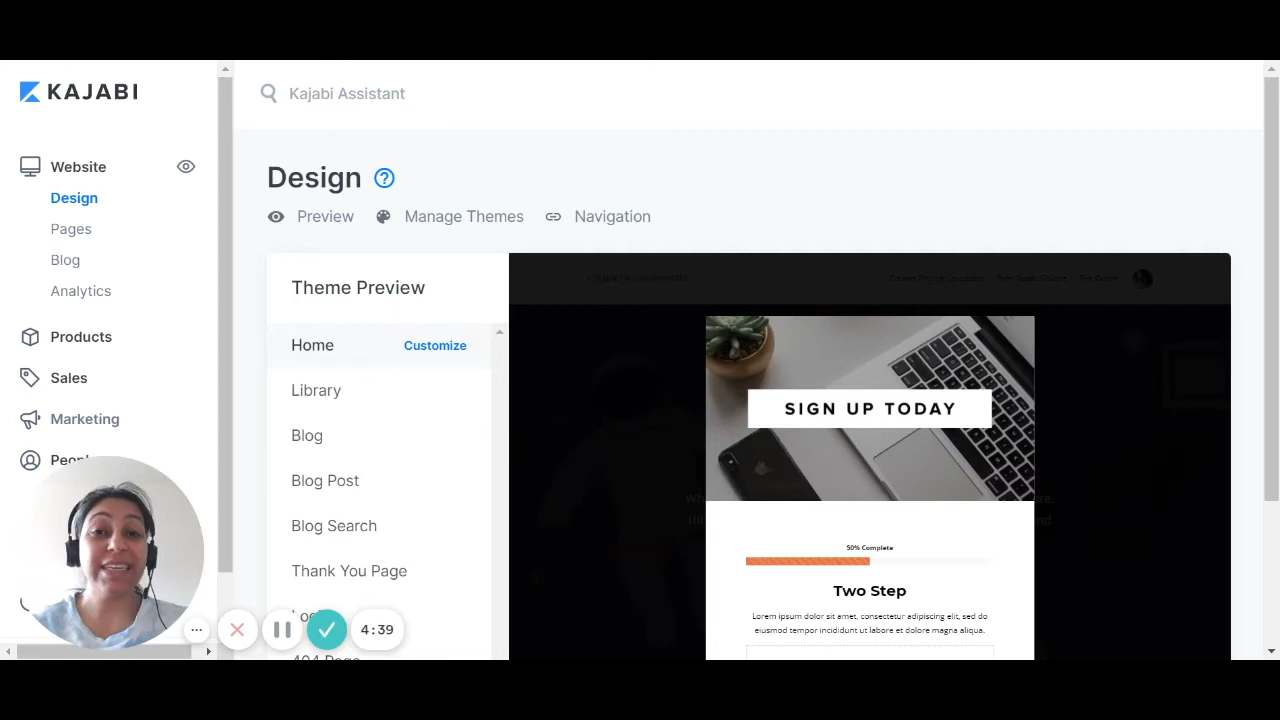 KAJABI
Kajabi Assistant
Website
Design
Pages
Blog
Analytics
Products
Sales
Marketing
Design
?
Preview
Manage Themes
Navigation
Theme Preview
Home
Customize
Library
Blog
Blog Post
Blog Search
Thank You Page
404 Page
SIGN UP TODAY
50% Complete
Two Step
Lorem ipsum dolor sit amet, consectetur adipiscing elit, sed do
eiusmod tempor incididunt ut labore et dolore magna aliqua.
4:39